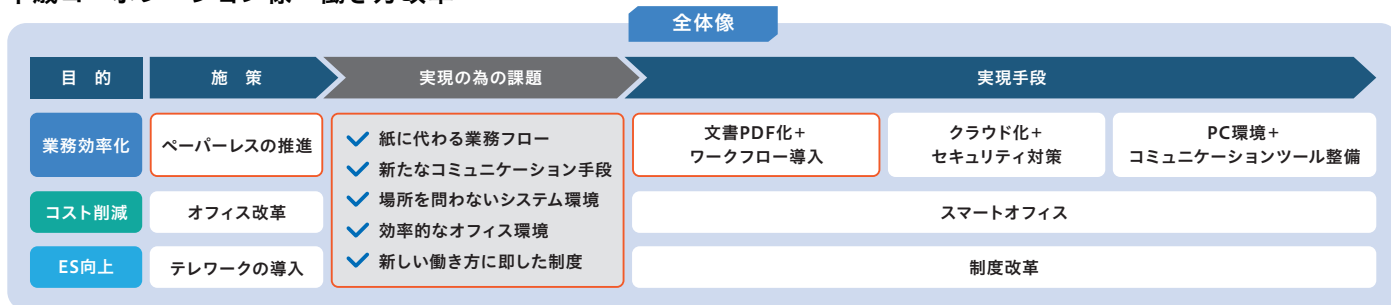 全体像
目 的
施 策
実現の為の課題
実現手段
業務効率化
ペーパーレスの推進
紙に代わる業務フロー
新たなコミュニケーション手段
場所を問わないシステム環境
効率的なオフィス環境
新しい働き方に即した制度
文書PDF化+
ワークフロー導入
クラウド化+
セキュリティ対策
PC環境+
コミュニケーションツール整備
コスト削減
オフィス改革
スマートオフィス
ES向上
テレワークの導入
制度改革